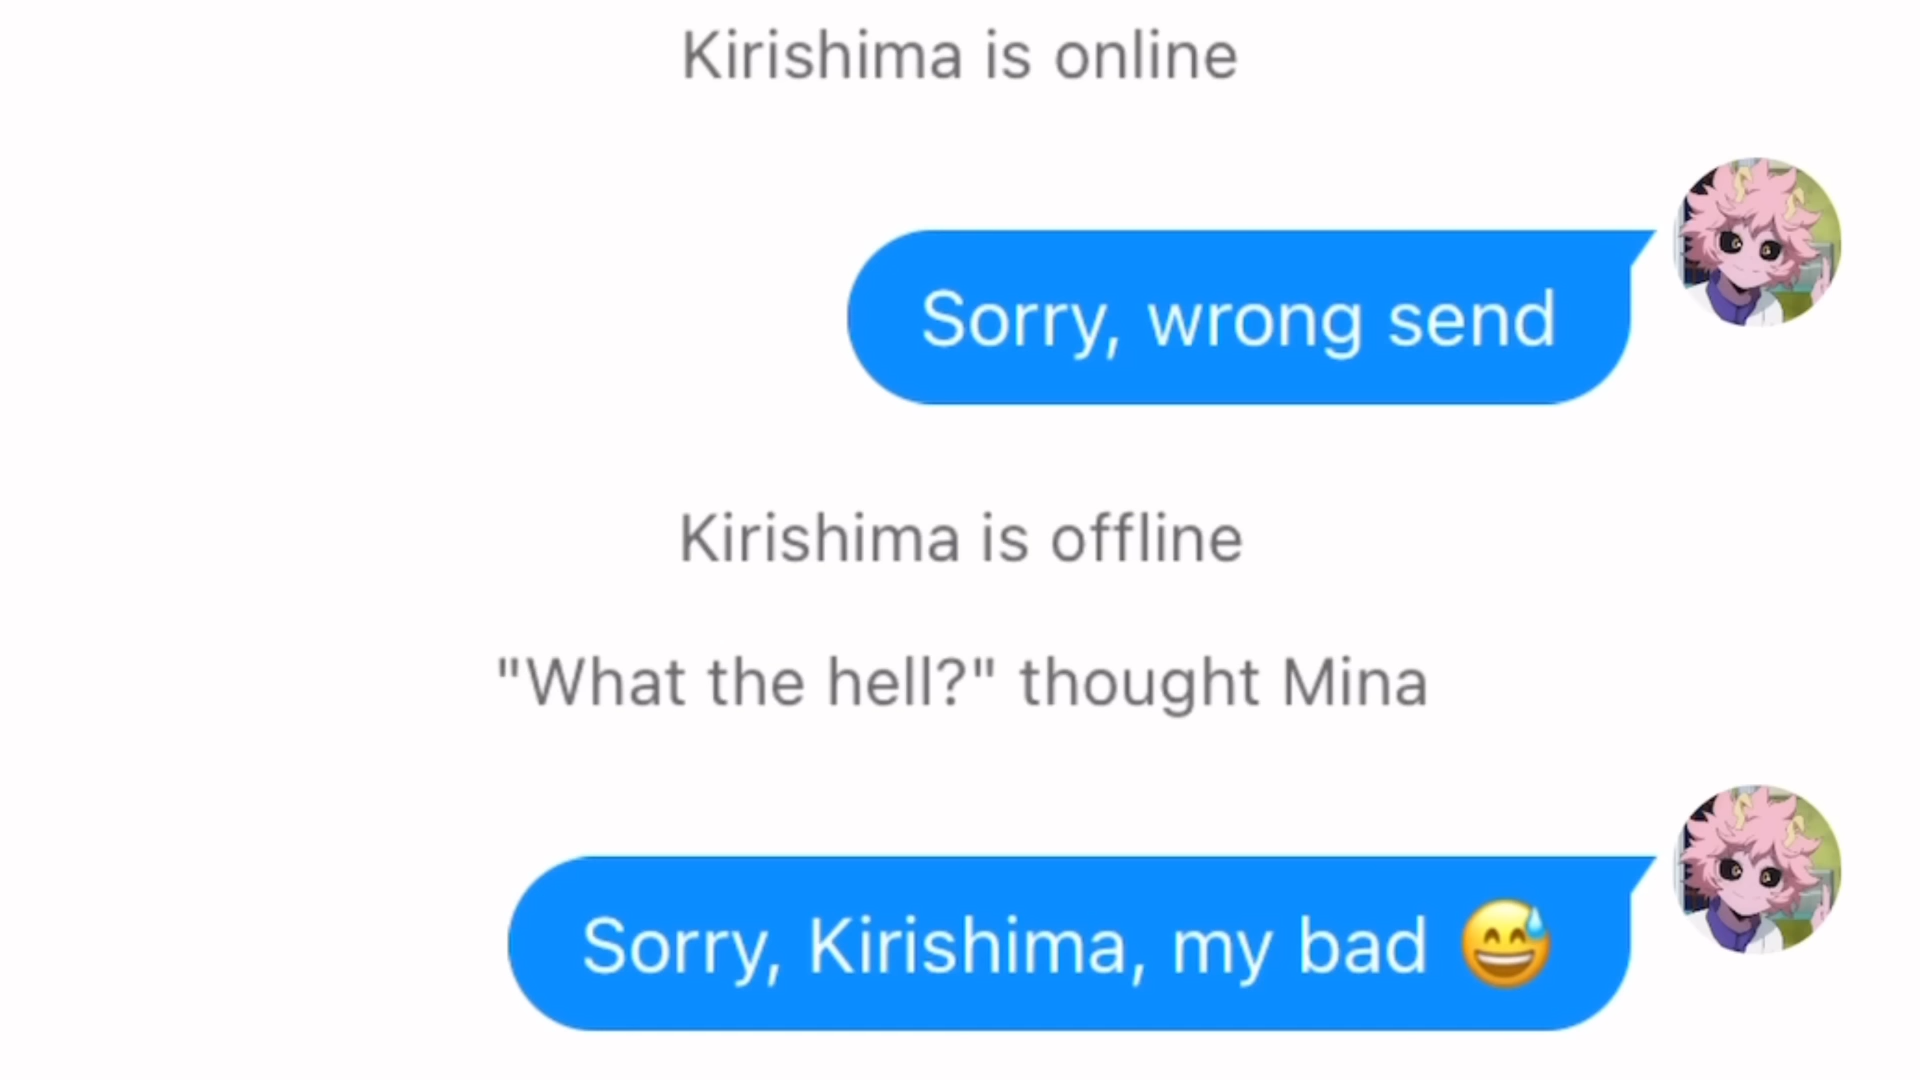 Kirishima is online
Sorry, wrong send
Kirishima is offline
"What the hell?" thought Mina
Sorry, Kirishima, my bad 😅